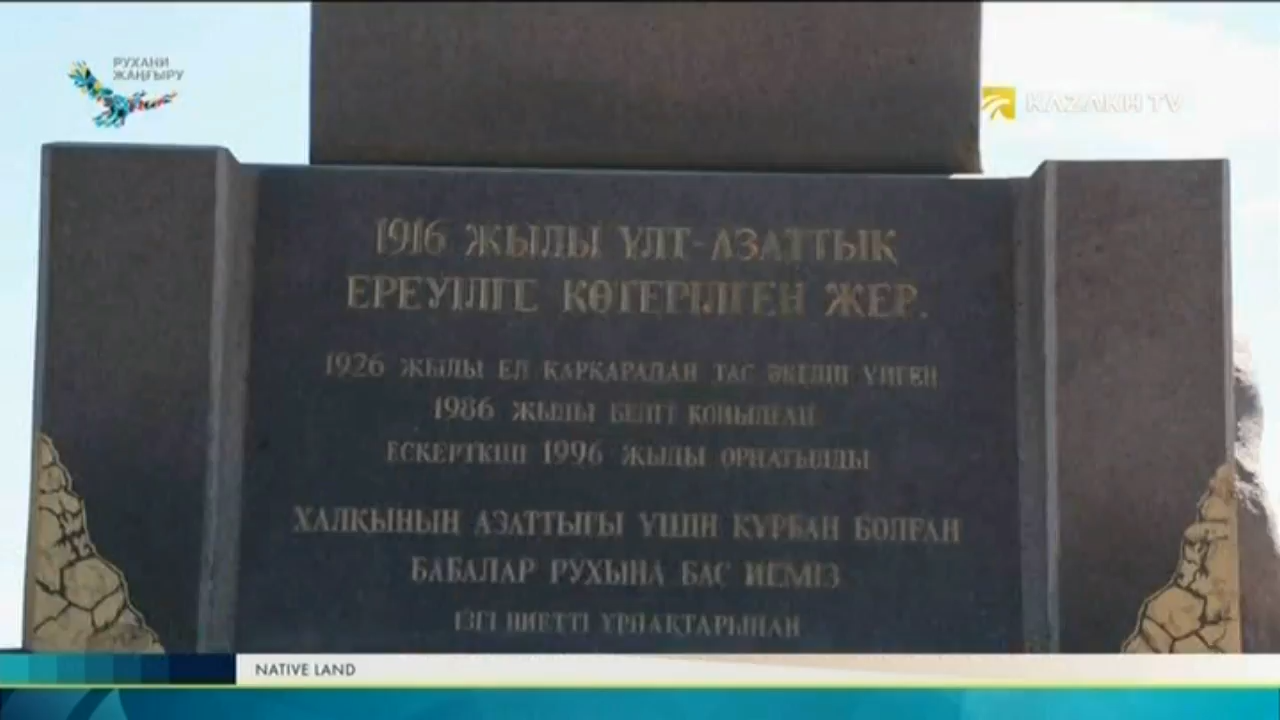 РУХАНИ
ЖАҢҒЫРУ
KAZAKH TV
1916 ЖЫЛЫ ҰЛТ-АЗАТТЫҚ
ЕРЕУІЛГЕ КӨТЕРІЛГЕН ЖЕР.
1926 ЖЫЛЫ ЕЛ ҚАРҚАРАДАН ТАС ӘКЕЛІП ҮЙГЕН
1986 ЖЫЛЫ БЕЛГІ ҚОЙЫЛҒАН
ЕСКЕРТКІШ 1996 ЖЫЛЫ ОРНАТЫЛДЫ
ХАЛҚЫНЫҢ АЗАТТЫҒЫ ҮШІН ҚҰРБАН БОЛҒАН
БАБАЛАР РУХЫНА БАС ИЕМІЗ
ІЗГІ НИЕТТІ ҰРПАҚТАРЫНАН
NATIVE LAND